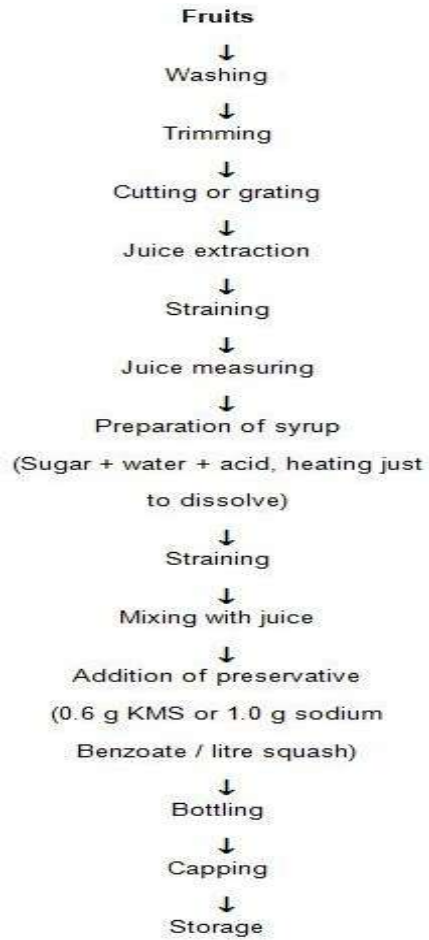 Fruits
↓
Washing
↓
Trimming
↓
Cutting or grating
↓
Juice extraction
↓
Straining
↓
Juice measuring
↓
Preparation of syrup
(Sugar + water + acid, heating just
to dissolve)
↓
Straining
↓
Mixing with juice
↓
Addition of preservative
(0.6 g KMS or 1.0 g sodium
Benzoate / litre squash)
↓
Bottling
↓
Capping
↓
Storage